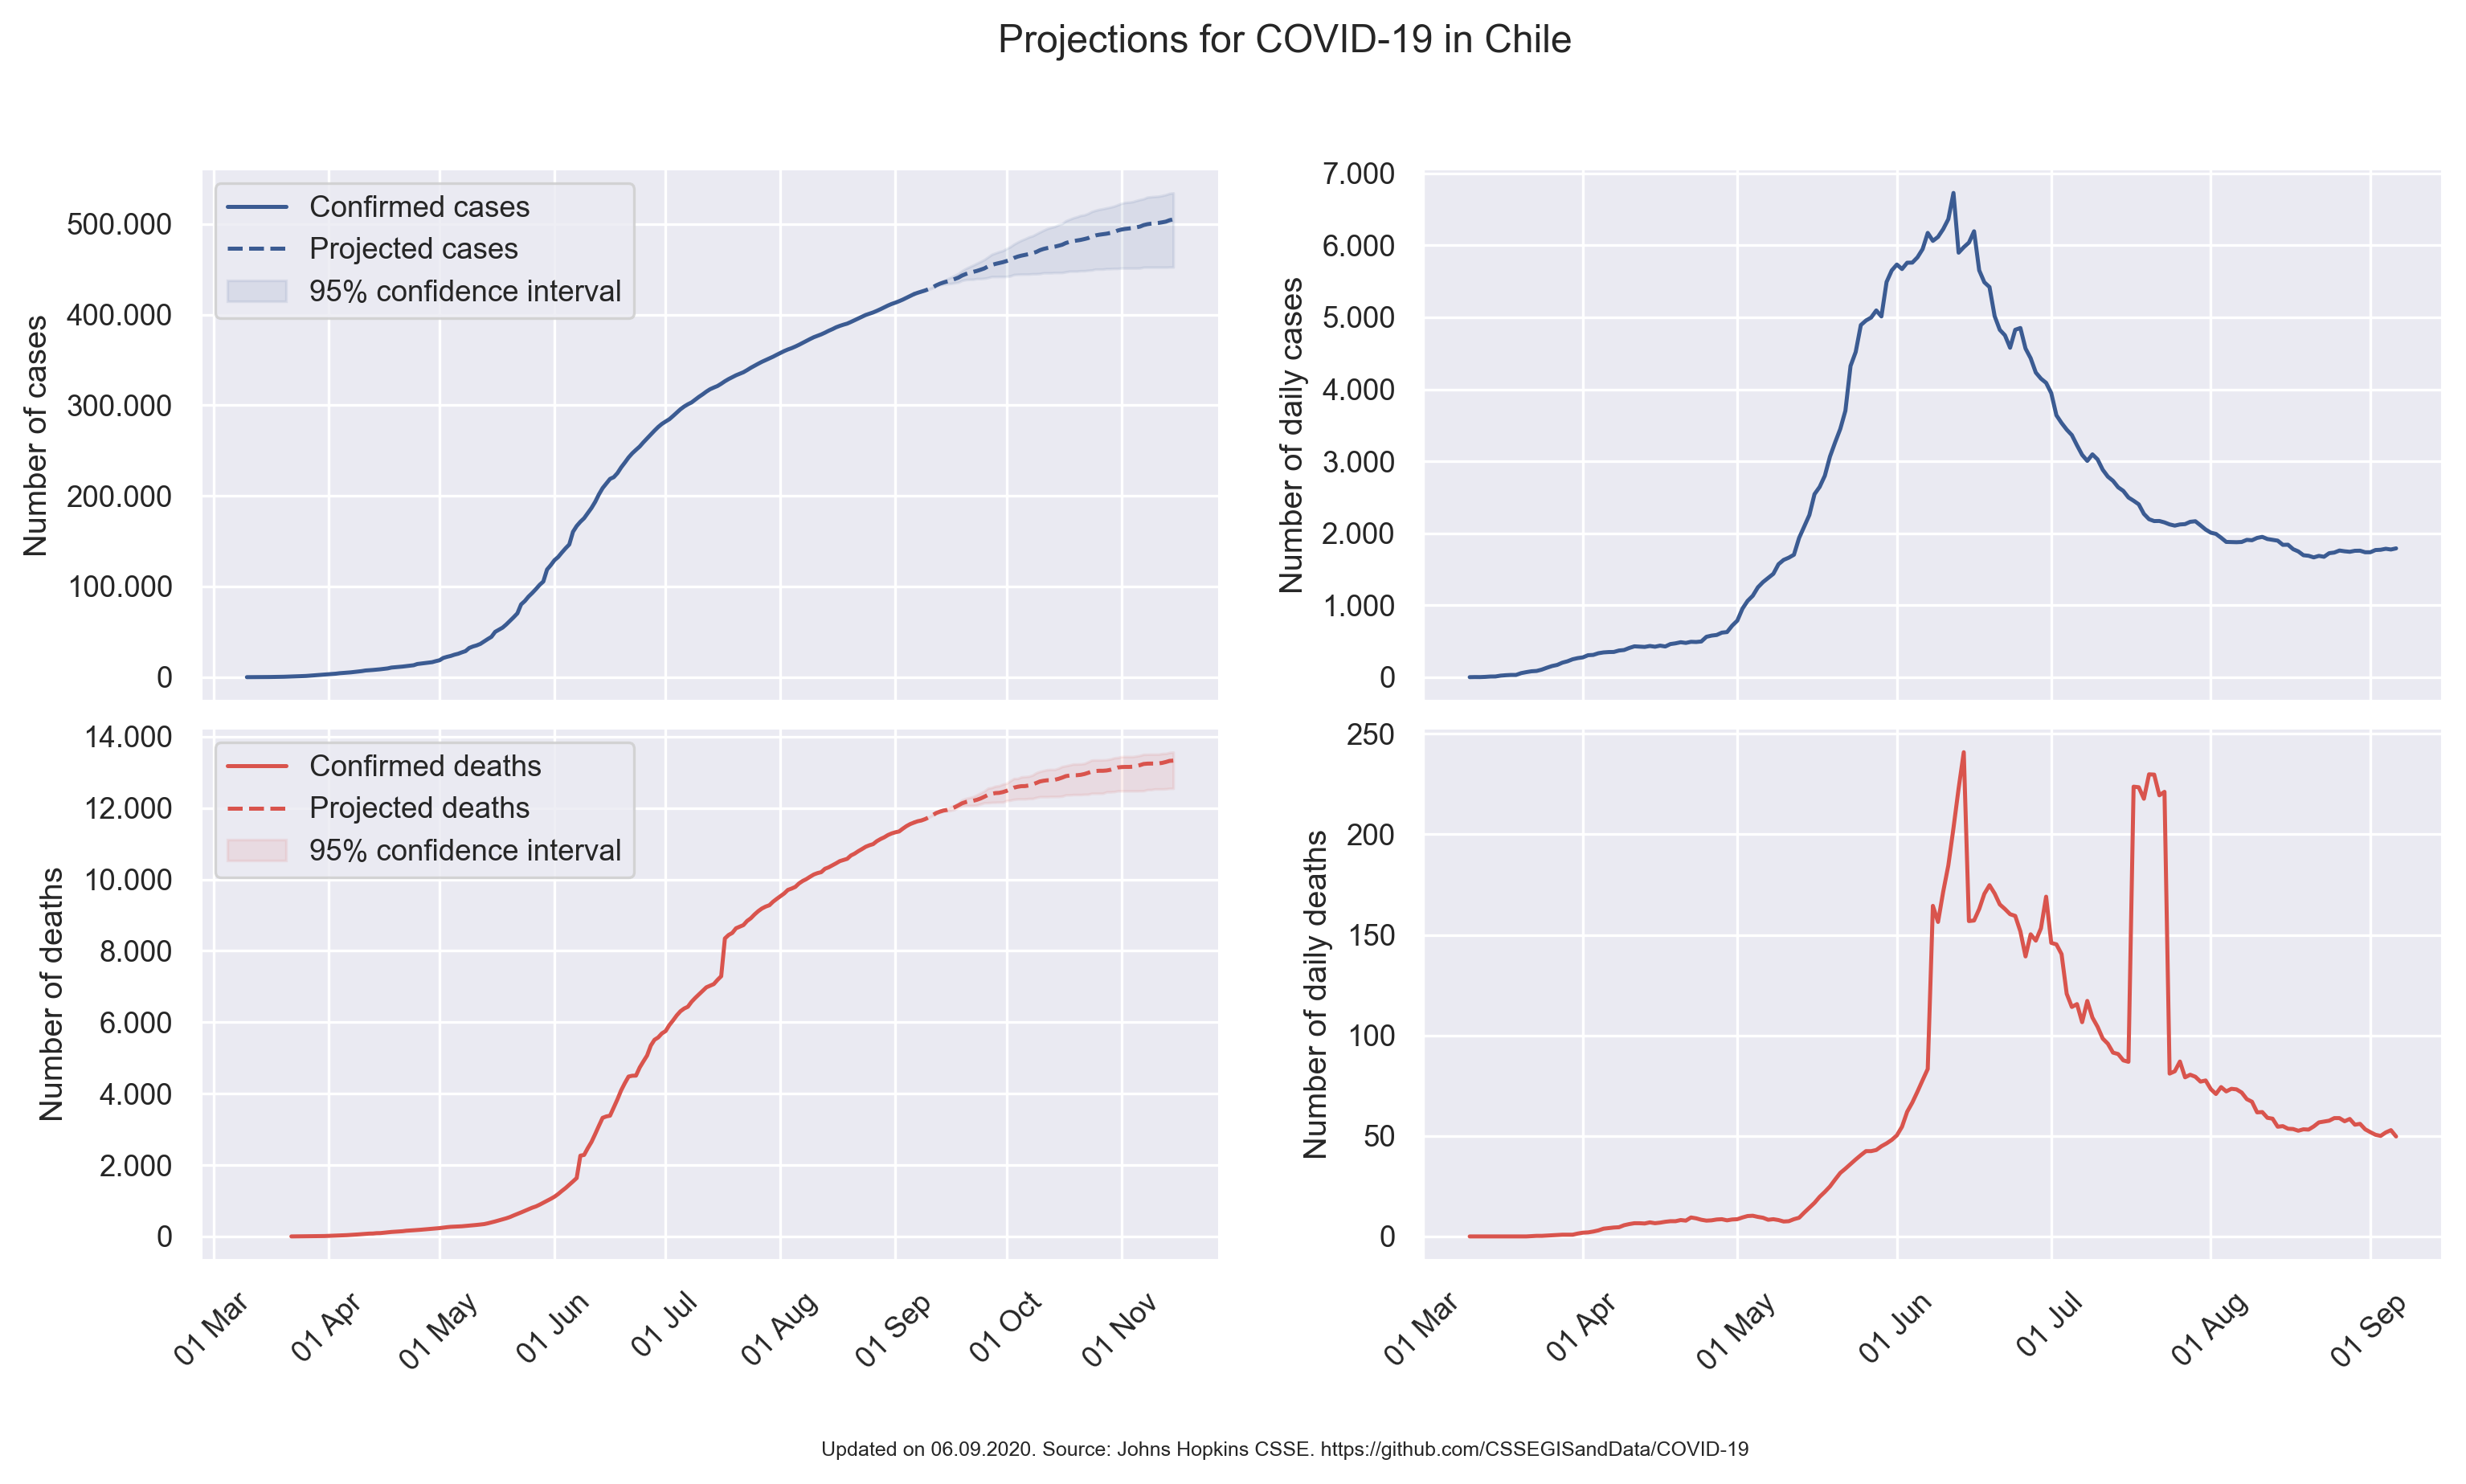 Projections for COVID-19 in Chile
Number of cases
500.000
400.000
300.000
200.000
100.000
0
Confirmed cases
Projected cases
95% confidence interval
Number of daily cases
7.000
6.000
5.000
4.000
3.000
2.000
1.000
0
Number of deaths
14.000
12.000
10.000
8.000
6.000
4.000
2.000
0
Confirmed deaths
Projected deaths
95% confidence interval
01 Mar
01 Apr
01 May
01 Jun
01 Jul
01 Aug
01 Sep
01 Oct
01 Nov
Number of daily deaths
250
200
150
100
50
0
01 Mar
01 Apr
01 May
01 Jun
01 Jul
01 Aug
01 Sep
Updated on 06.09.2020. Source: Johns Hopkins CSSE. https://github.com/CSSEGISandData/COVID-19